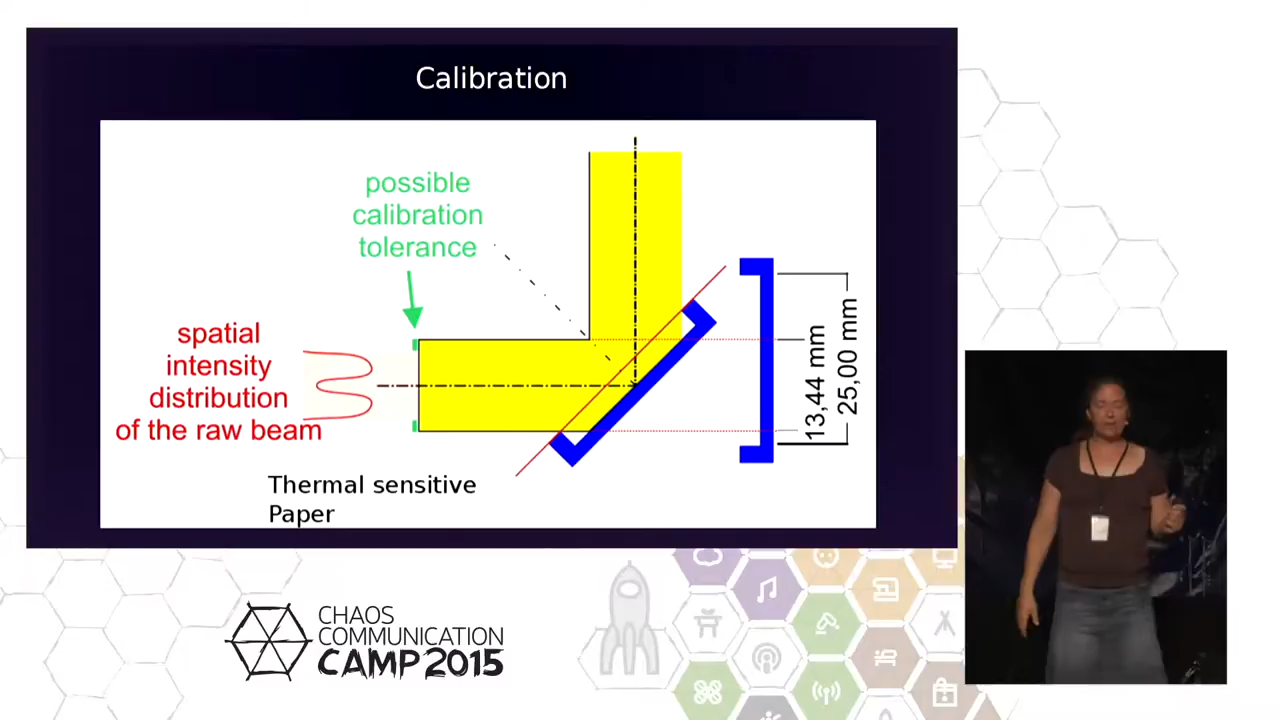 Calibration
possible
calibration
tolerance
spatial
intensity
distribution
of the raw beam
13,44 mm
25,00 mm
Thermal sensitive
Paper
CHAOS
COMMUNICATION
CAMP 2015